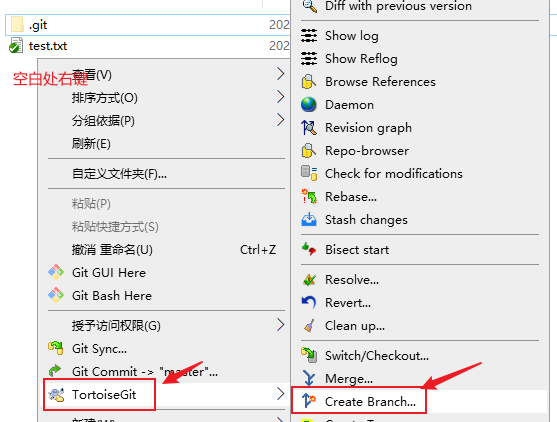 .git
202
test.txt
202
空白处右键
查看(V)
排序方式(O)
分组依据(P)
刷新(E)
自定义文件夹(F)...
粘贴(P)
粘贴快捷方式(S)
撤消 重命名(U) Ctrl+Z
Git GUI Here
Git Bash Here
授予访问权限(G)
Git Sync...
Git Commit -> "master"...
TortoiseGit
Diff with previous version
Show log
Show Reflog
Browse References
Daemon
Revision graph
Repo-browser
Check for modifications
Rebase...
Stash changes
Bisect start
Resolve...
Revert...
Clean up...
Switch/Checkout...
Merge...
Create Branch...